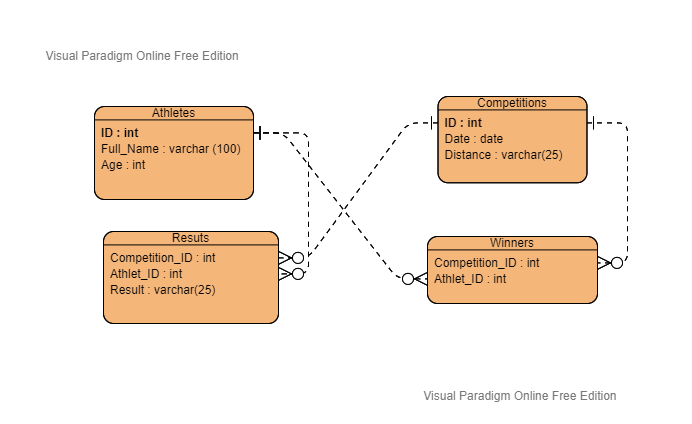 Visual Paradigm Online Free Edition
Athletes
ID : int
Full_Name : varchar (100)
Age : int
Competitions
ID : int
Date : date
Distance : varchar(25)
Resuts
Competition_ID : int
Athlet_ID : int
Result : varchar(25)
Winners
Competition_ID : int
Athlet_ID : int
Visual Paradigm Online Free Edition